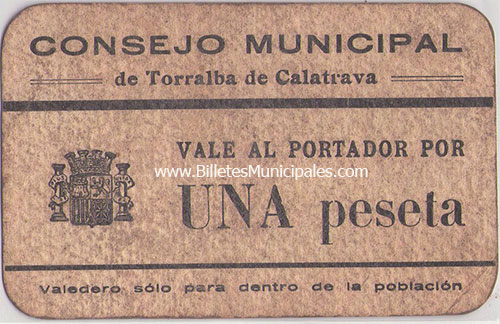 CONSEJO MUNICIPAL
de Torralba de Calatrava
VALE AL PORTADOR POR
www.BilletesMunicipales.com
UNA peseta
Valedero sólo para dentro de la población